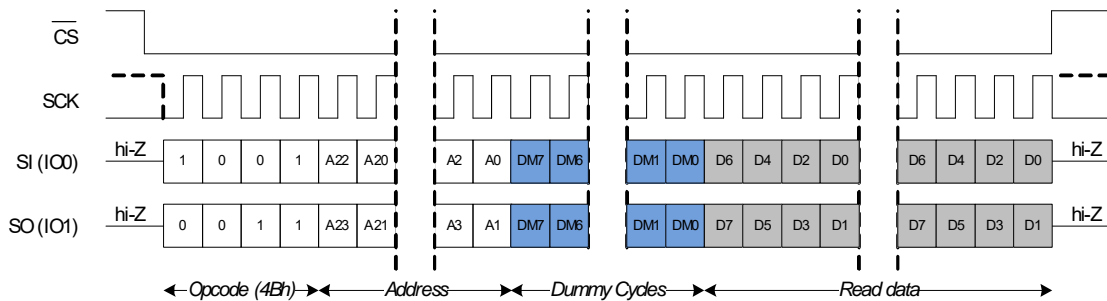 CS
SCK
SI (IO0) hi-Z 1 0 0 1 A22 A20 A2 A0 DM7 DM6 DM1 DM0 D6 D4 D2 D0 D6 D4 D2 D0 hi-Z
SO (IO1) hi-Z 0 0 1 1 A23 A21 A3 A1 DM7 DM6 DM1 DM0 D7 D5 D3 D1 D7 D5 D3 D1 hi-Z
Opcode (4Bh) Address Dummy Cycles Read data